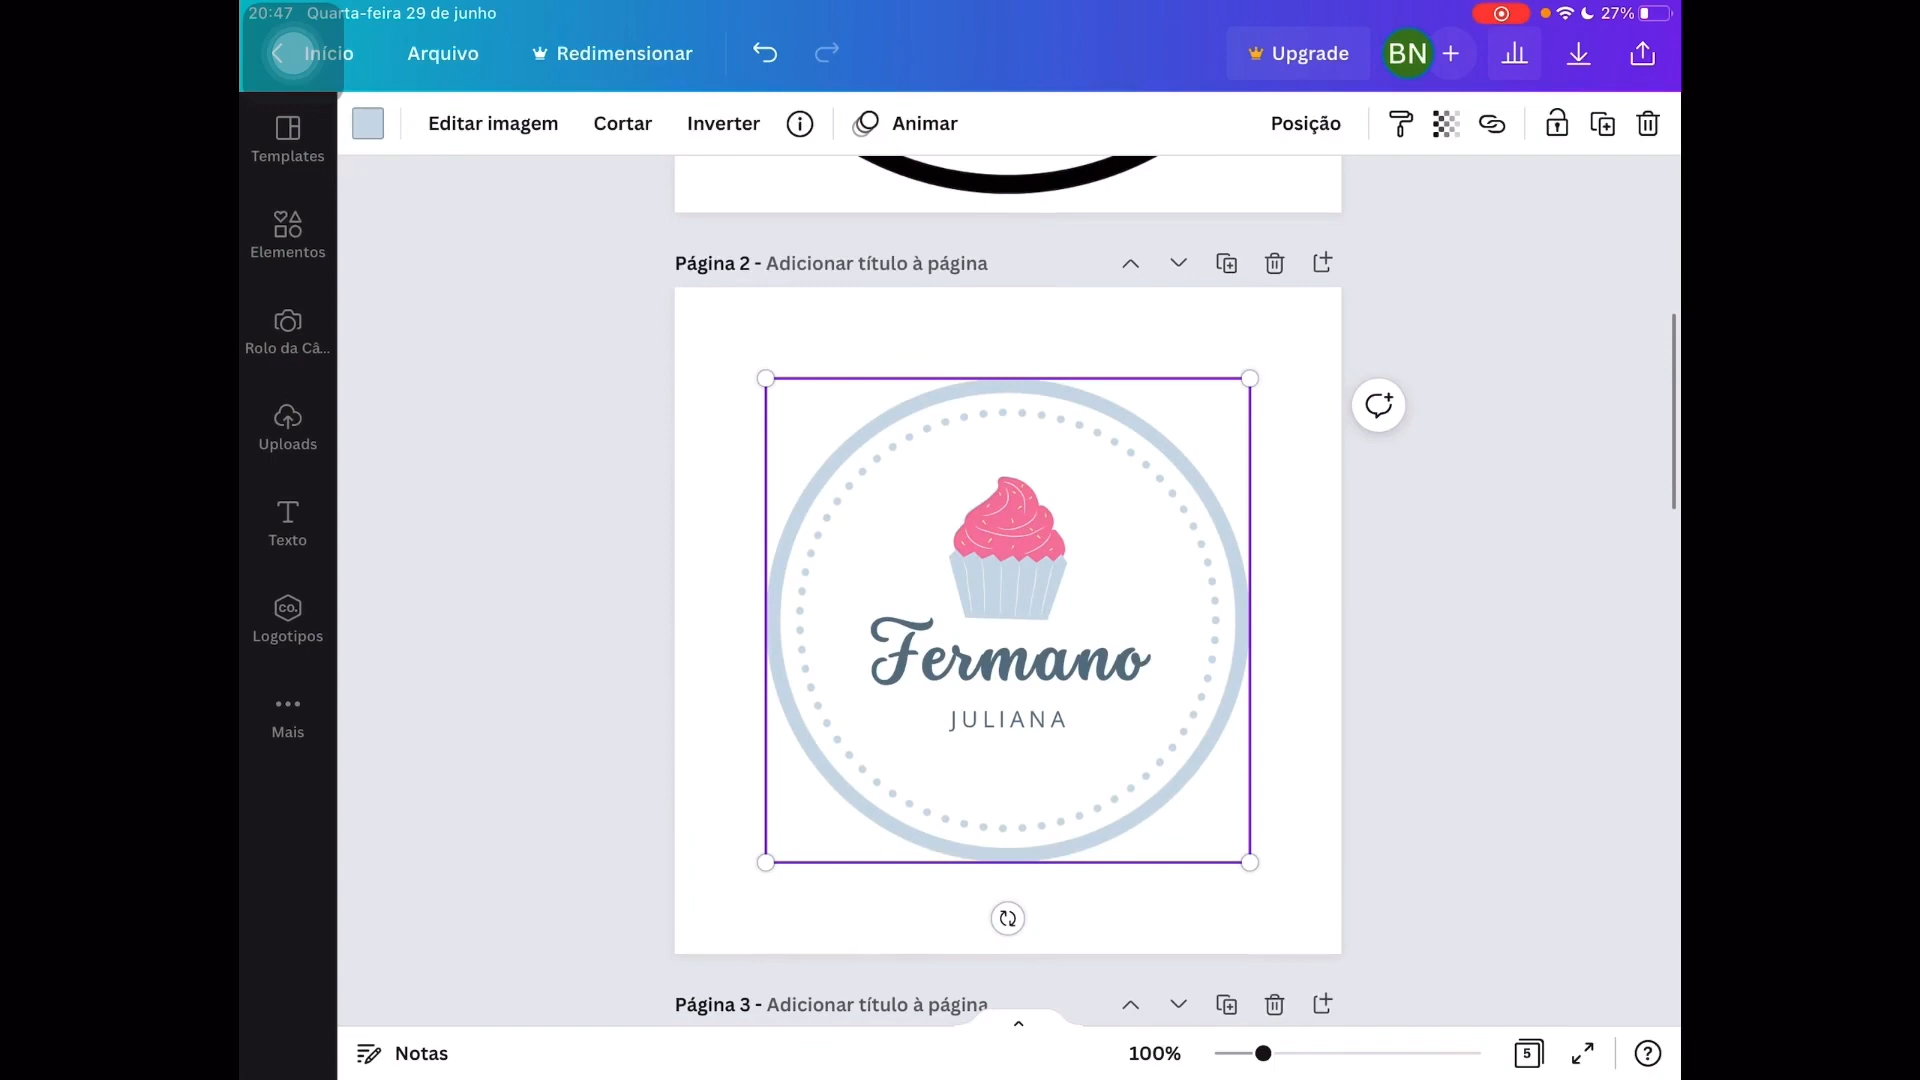 20:47 Quarta-feira 29 de junho
27%
Início
Arquivo
Redimensionar
Upgrade
BN
Editar imagem
Cortar
Inverter
Animar
Posição
Templates
Elementos
Rolo da Câ...
Uploads
Texto
CO.
Logotipos
Mais
Página 2 - Adicionar título à página
Fermano
JULIANA
Página 3 - Adicionar título à página
Notas
100%
5
?